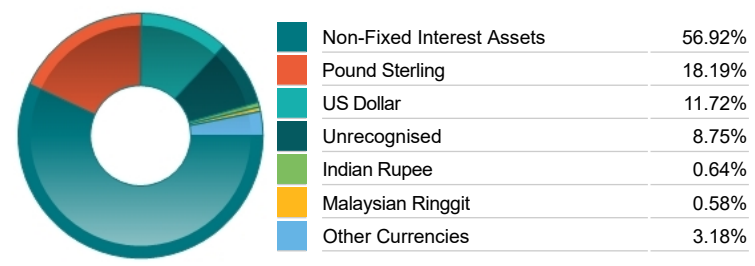 Non-Fixed Interest Assets 56.92%
Pound Sterling 18.19%
US Dollar 11.72%
Unrecognised 8.75%
Indian Rupee 0.64%
Malaysian Ringgit 0.58%
Other Currencies 3.18%